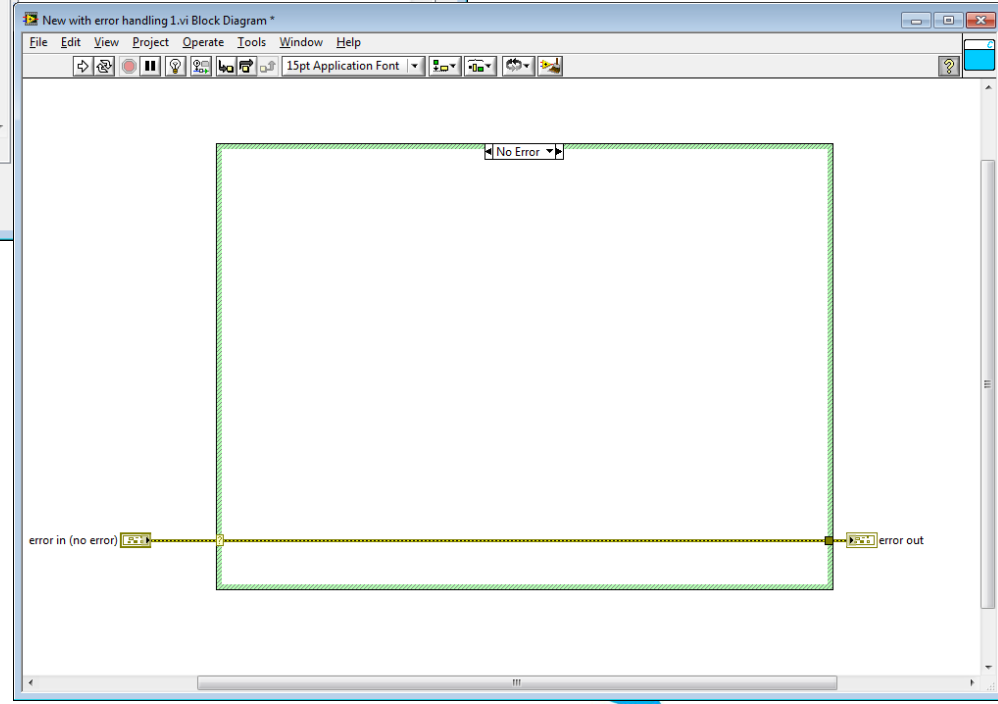 New with error handling 1.vi Block Diagram *
File Edit View Project Operate Tools Window Help
15pt Application Font
No Error
error in (no error) ? error out